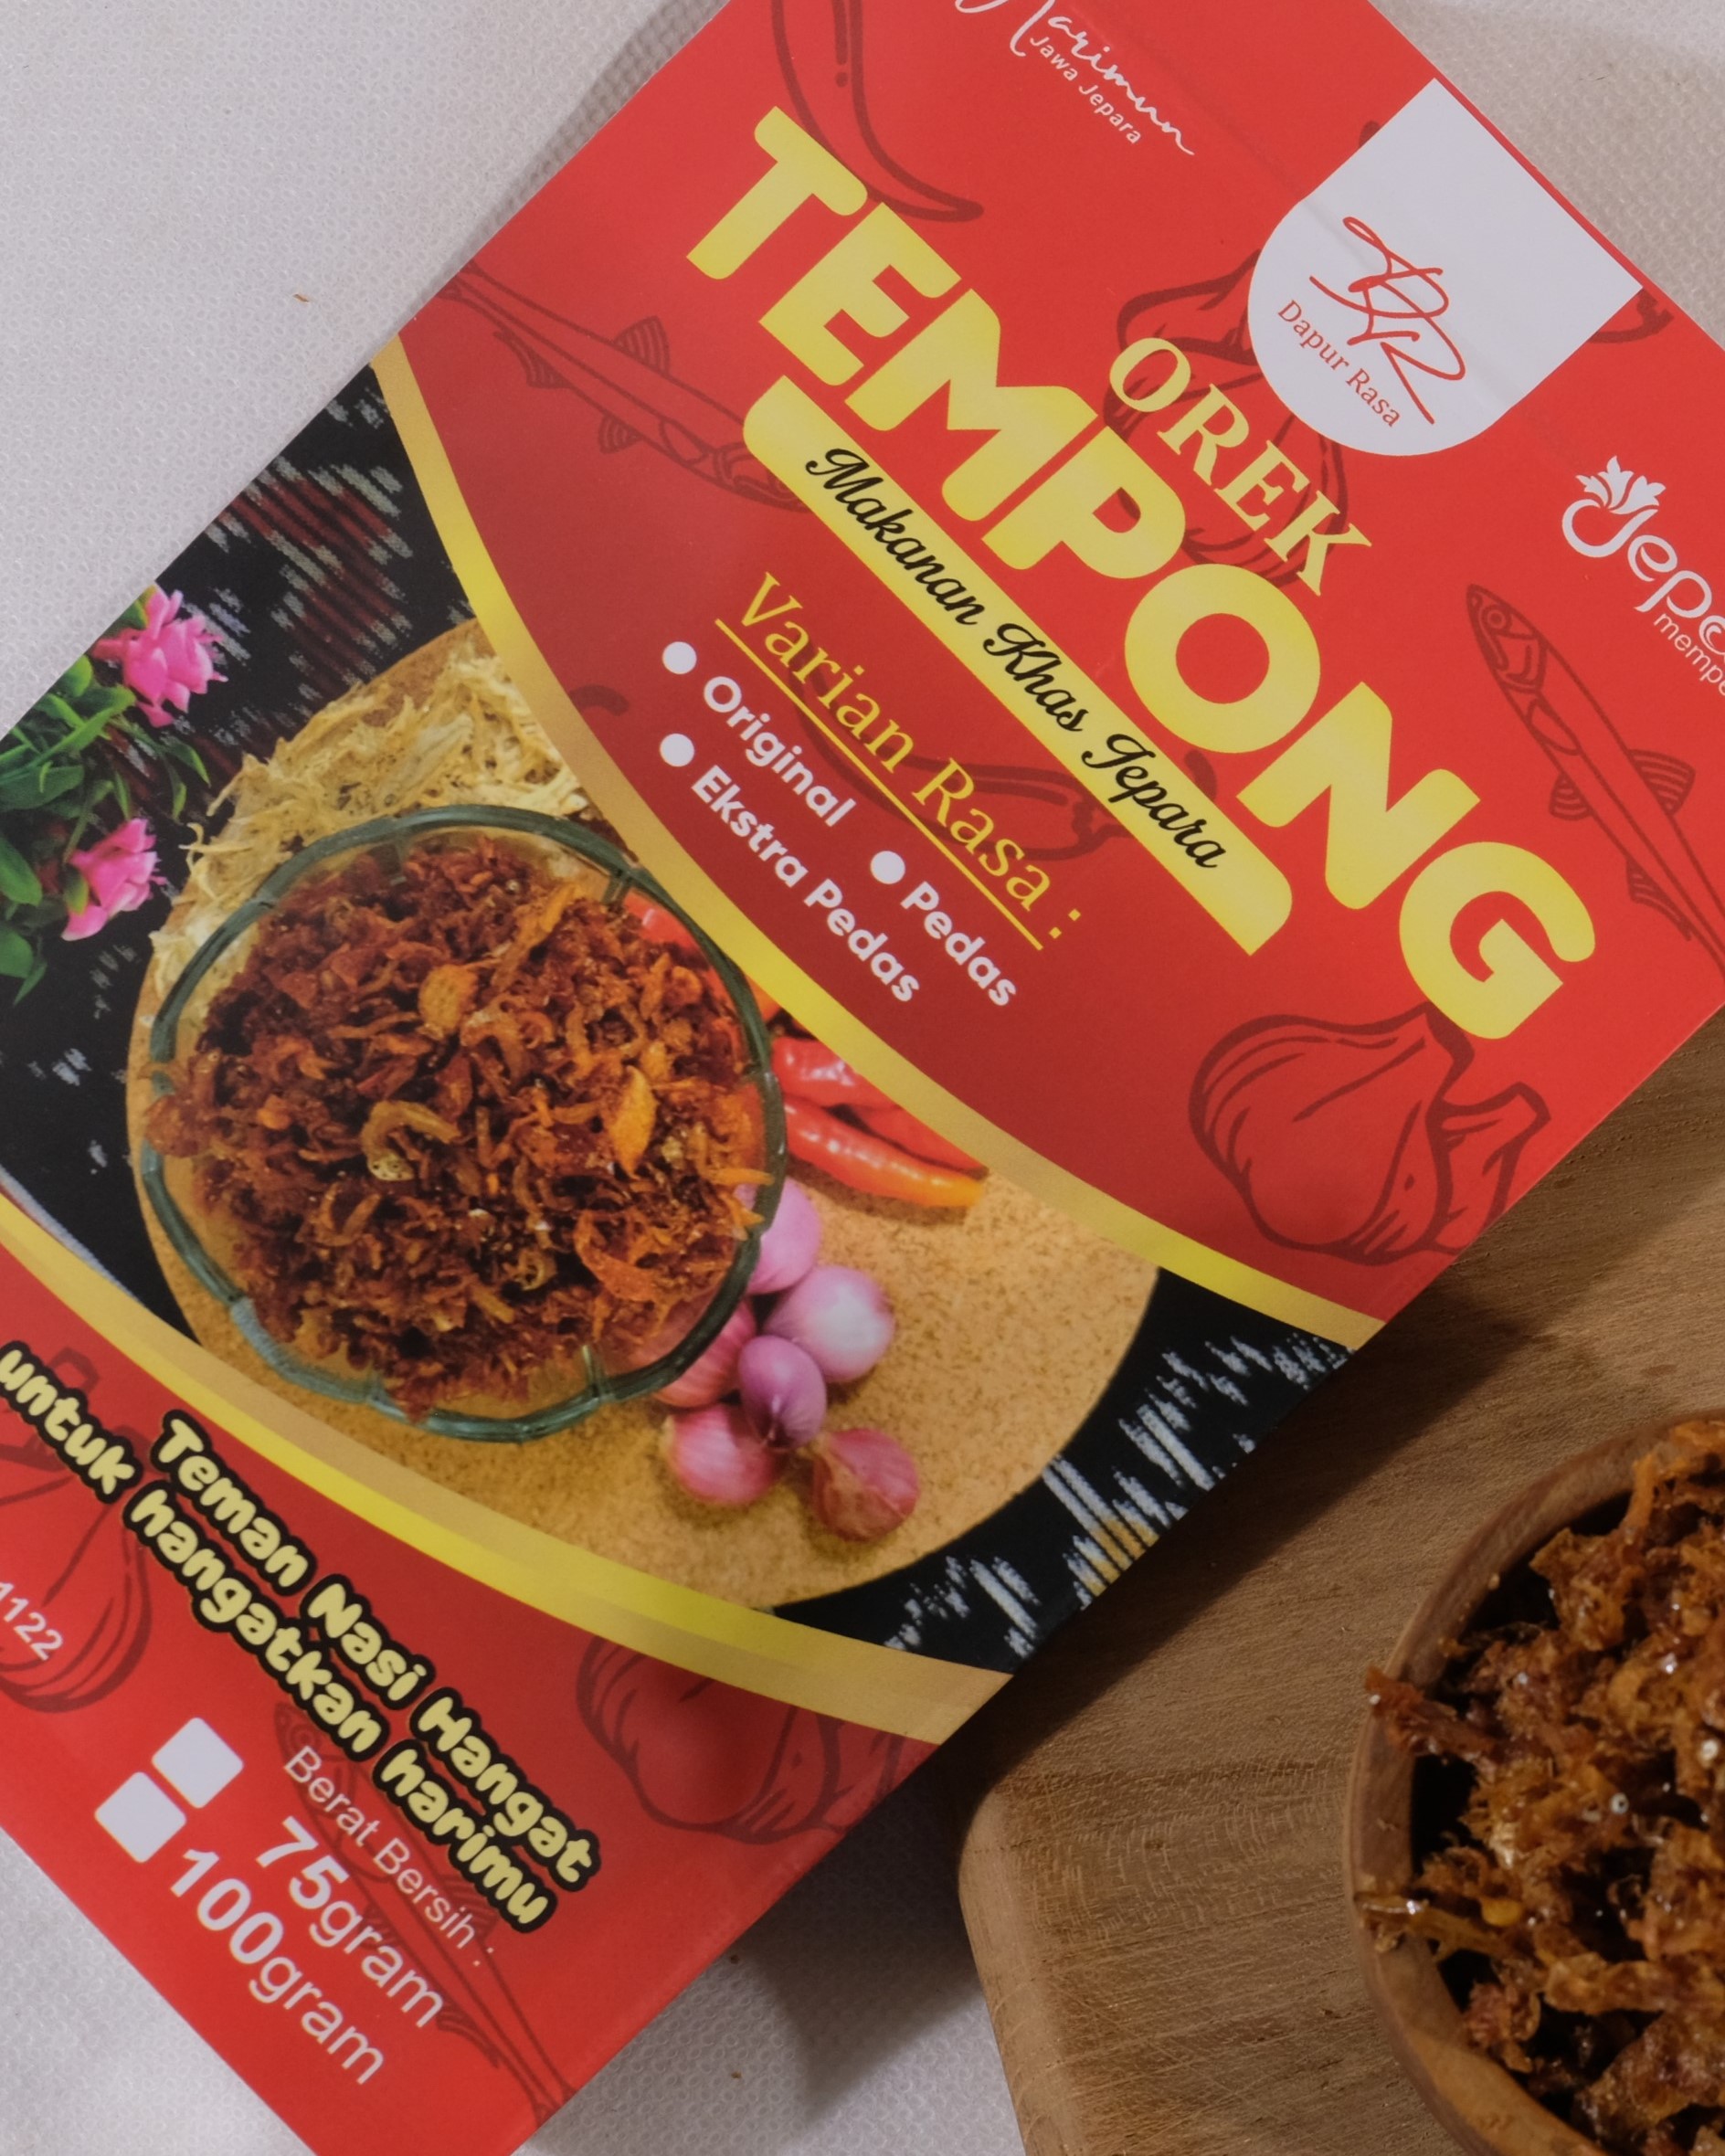 Jawa Jepara
Dapur Rasa
OREK
TEMPONG
Makanan Khas Jepara
Varian Rasa :
Original
Pedas
Ekstra Pedas
Teman Nasi Hangat
untuk hangatkan harimu
Berat Bersih :
75gram
100gram
1122